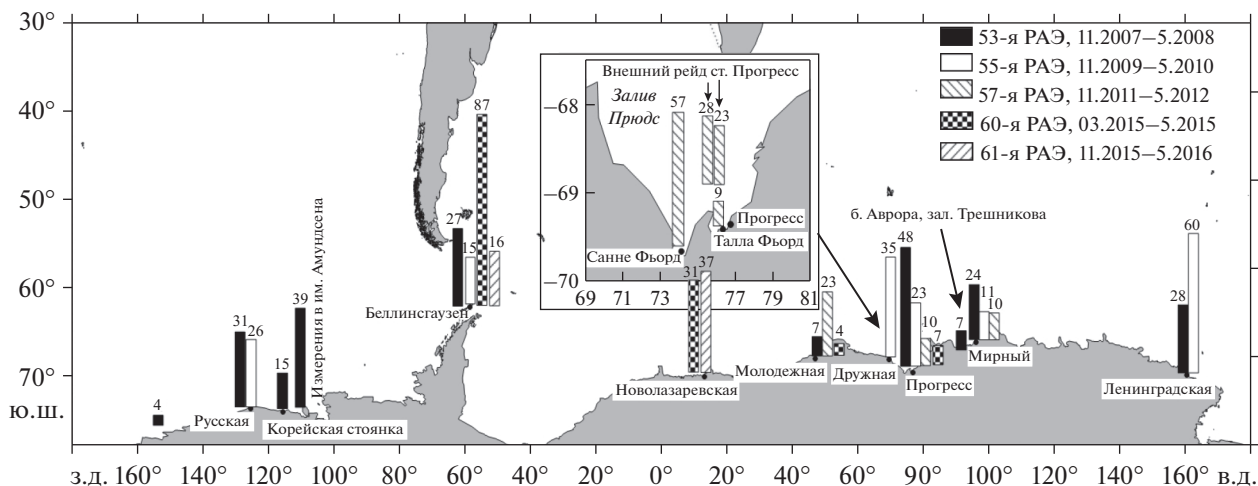 30°
40°
50°
60°
70°
ю.ш.
з.д. 160° 140° 120° 100° 80° 60° 40° 20° 0° 20° 40° 60° 80° 100° 120° 140° 160° в.д.
53-я РАЭ, 11.2007–5.2008
55-я РАЭ, 11.2009–5.2010
57-я РАЭ, 11.2011–5.2012
60-я РАЭ, 03.2015–5.2015
61-я РАЭ, 11.2015–5.2016
Внешний рейд ст. Прогресс
Залив
Прюдс
57
28
23
9
Прогресс
Талла Фьорд
Санне Фьорд
–68
–69
–70
69 71 73 75 77 79 81
4
31
26
Русская
15
39
Корейская стоянка
Измерения в им. Амундсена
27
15
87
16
Беллинсгаузен
31
37
Новолазаревская
7
23
4
Молодежная
35
Дружная
48
23
10
7
Прогресс
б. Аврора, зал. Трешникова
7
24
11
10
Мирный
28
60
Ленинградская